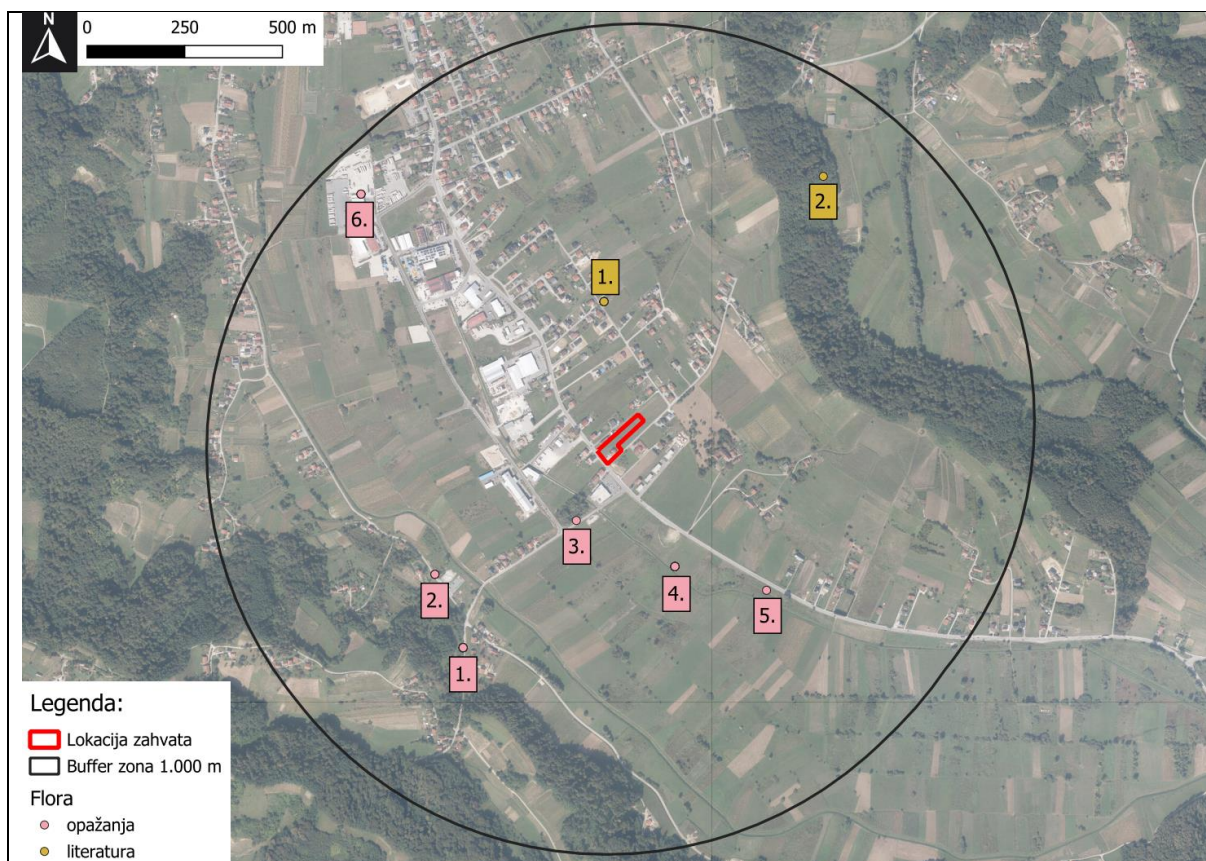 N
0 250 500 m
2.
6.
1.
3.
4.
2.
5.
1.
Legenda:
Lokacija zahvata
Buffer zona 1.000 m
Flora
opažanja
literatura